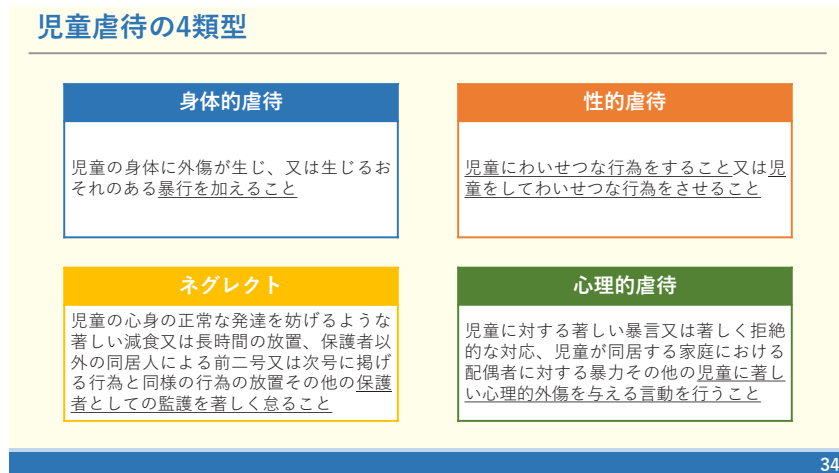 児童虐待の4類型
身体的虐待
児童の身体に外傷が生じ、又は生じるお
それのある暴行を加えること
性的虐待
児童にわいせつな行為をすること又は児
童をしてわいせつな行為をさせること
ネグレクト
児童の心身の正常な発達を妨げるような
著しい減食又は長時間の放置、保護者以
外の同居人による前二号又は次号に掲げ
る行為と同様の行為の放置その他の保護
者としての監護を著しく怠ること
心理的虐待
児童に対する著しい暴言又は著しく拒絶
的な対応、児童が同居する家庭における
配偶者に対する暴力その他の児童に著し
い心理的外傷を与える言動を行うこと
34